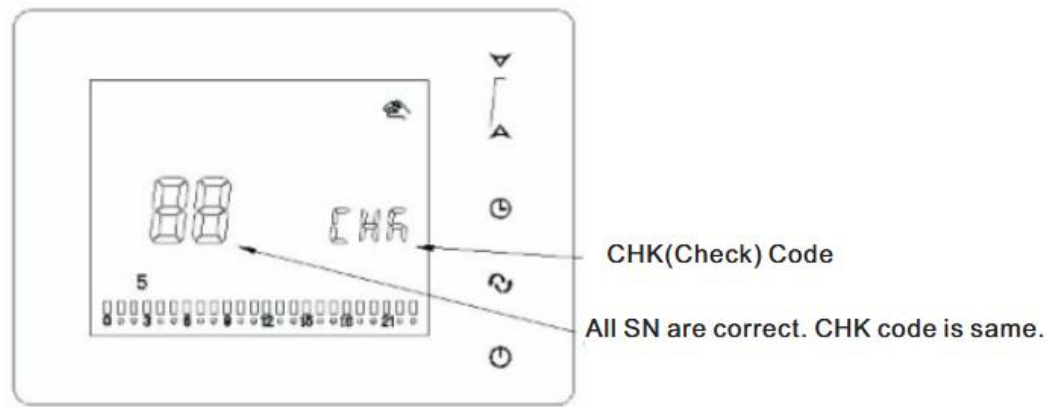 88
CHK
CHK(Check) Code
5
0 3 6 9 12 15 18 21
All SN are correct. CHK code is same.